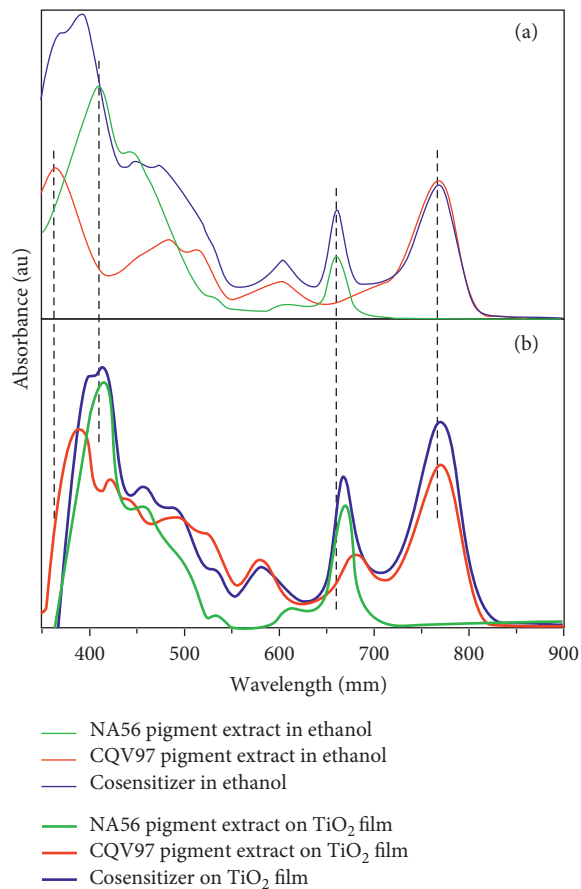 (a)
(b)
Absorbance (au)
400 500 600 700 800 900
Wavelength (mm)
NA56 pigment extract in ethanol
CQV97 pigment extract in ethanol
Cosensitizer in ethanol
NA56 pigment extract on TiO₂ film
CQV97 pigment extract on TiO₂ film
Cosensitizer on TiO₂ film